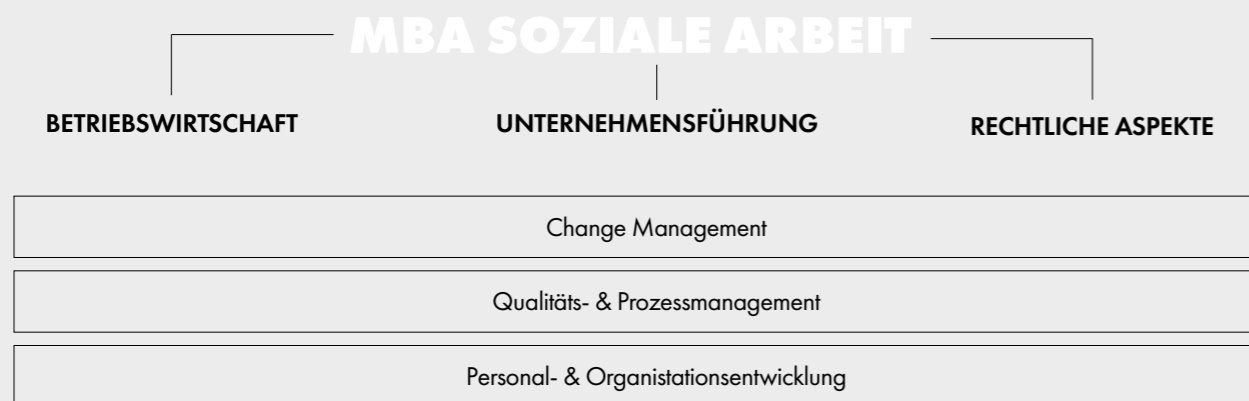 MBA SOZIALE ARBEIT
BETRIEBSWIRTSCHAFT
UNTERNEHMENSFÜHRUNG
RECHTLICHE ASPEKTE
Change Management
Qualitäts- & Prozessmanagement
Personal- & Organistationsentwicklung